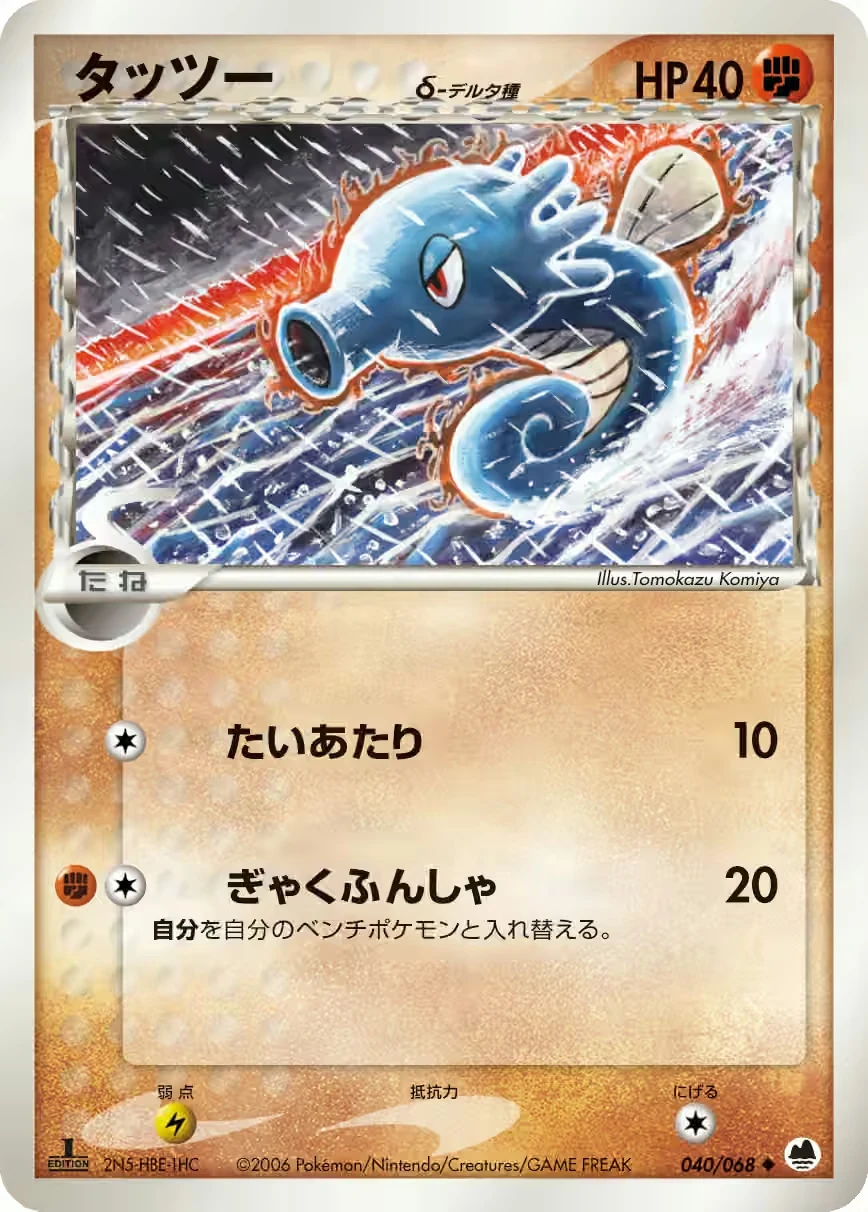 タッツー
δ-デルタ種
HP40
たね
Illus.Tomokazu Komiya
たいあたり 10
ぎゃくふんしゃ 20
自分を自分のベンチポケモンと入れ替える。
弱点 抵抗力 にげる
1
EDITION
2N5-HBE-1HC ©2006 Pokémon/Nintendo/Creatures/GAME FREAK 040/068